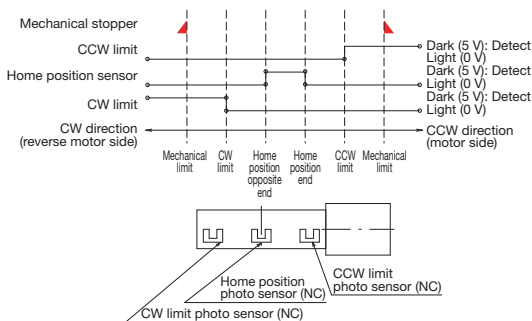 Mechanical stopper
CCW limit
Dark (5 V): Detect
Light (0 V)
Home position sensor
Dark (5 V): Detect
Light (0 V)
CW limit
Dark (5 V): Detect
Light (0 V)
CW direction
(reverse motor side)
CCW direction
(motor side)
Mechanical
limit
CW
limit
Home
position
opposite
end
Home
position
end
CCW
limit
Mechanical
limit
Home position
photo sensor (NC)
CCW limit
photo sensor (NC)
CW limit photo sensor (NC)